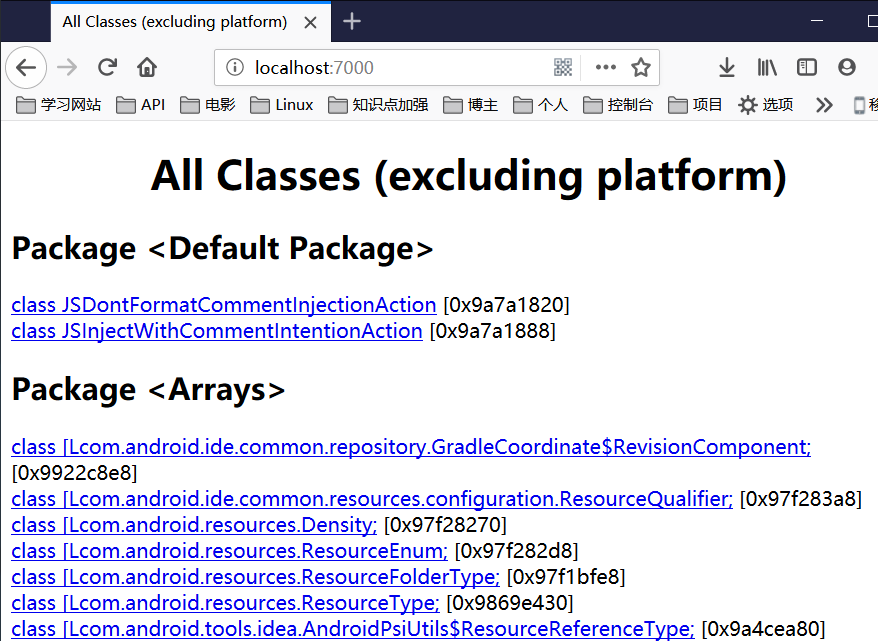 All Classes (excluding platform)
localhost:7000
学习网站 API 电影 Linux 知识点加强 博主 个人 控制台 项目 选项
All Classes (excluding platform)
Package <Default Package>
class JSDontFormatCommentInjectionAction [0x9a7a1820]
class JSInjectWithCommentIntentionAction [0x9a7a1888]
Package <Arrays>
class [Lcom.android.ide.common.repository.GradleCoordinate$RevisionComponent;
[0x9922c8e8]
class [Lcom.android.ide.common.resources.configuration.ResourceQualifier; [0x97f283a8]
class [Lcom.android.resources.Density; [0x97f28270]
class [Lcom.android.resources.ResourceEnum; [0x97f282d8]
class [Lcom.android.resources.ResourceFolderType; [0x97f1bfe8]
class [Lcom.android.resources.ResourceType; [0x9869e430]
class [Lcom.android.tools.idea.AndroidPsiUtils$ResourceReferenceType; [0x9a4cea80]